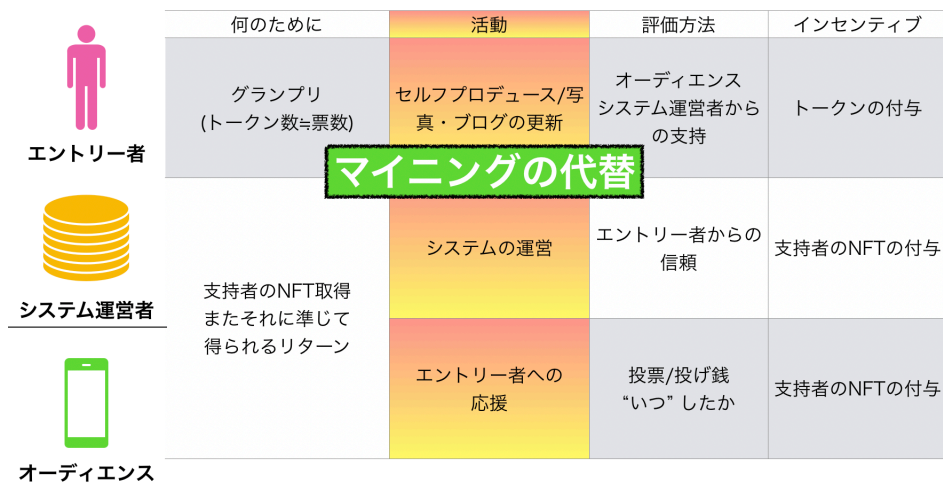 何のために
活動
評価方法
インセンティブ
エントリー者
グランプリ
(トークン数≒票数)
セルフプロデュース/写
真・ブログの更新
オーディエンス
システム運営者から
の支持
トークンの付与
マイニングの代替
システム運営者
支持者のNFT取得
またそれに準じて
得られるリターン
システムの運営
エントリー者からの
信頼
支持者のNFTの付与
オーディエンス
エントリー者への
応援
投票/投げ銭
“いつ” したか
支持者のNFTの付与